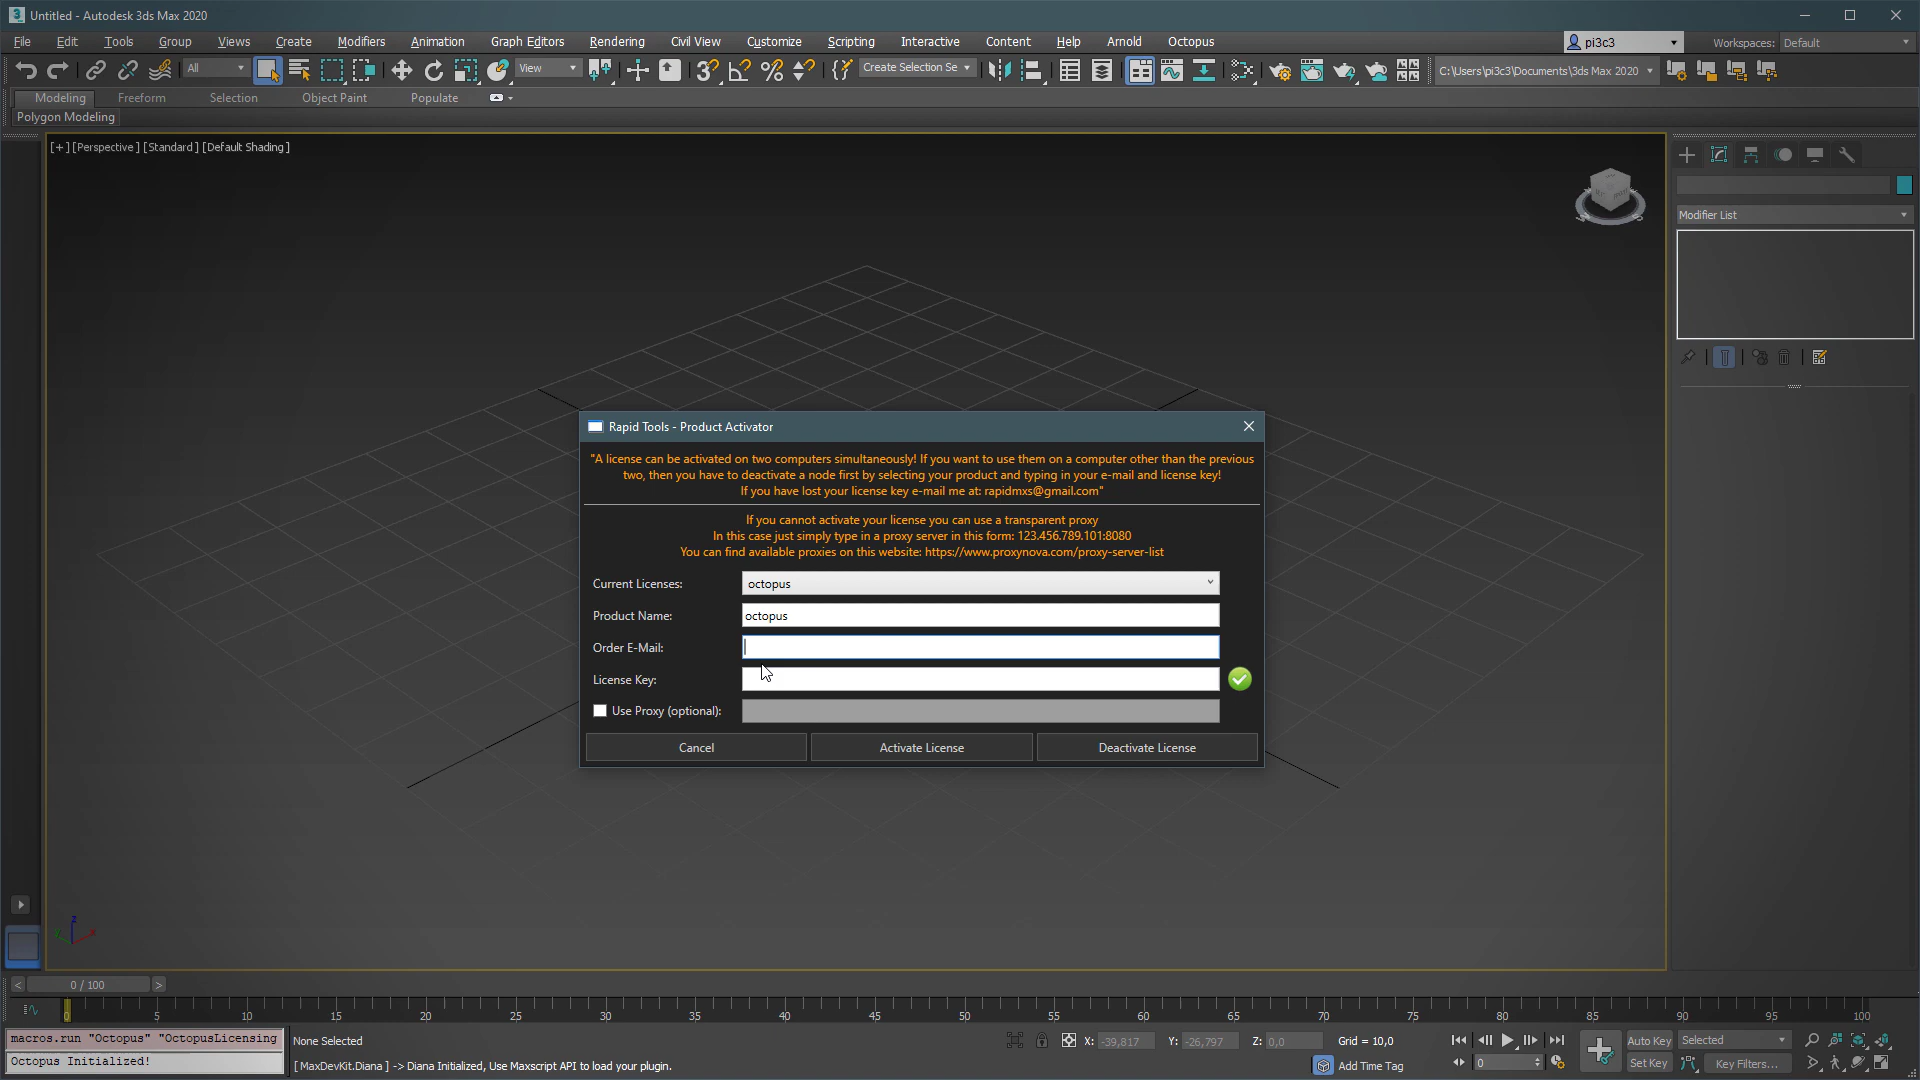 Untitled - Autodesk 3ds Max 2020
File Edit Tools Group Views Create Modifiers Animation Graph Editors Rendering Civil View Customize Scripting Interactive Content Help Arnold Octopus pi3c3 Workspaces: Default
All View Create Selection Se C:\Users\pi3c3\Documents\3ds Max 2020
Modeling Freeform Selection Object Paint Populate
Polygon Modeling
[+] [Perspective] [Standard] [Default Shading]
Modifier List
Rapid Tools - Product Activator
"A license can be activated on two computers simultaneously! If you want to use them on a computer other than the previous
two, then you have to deactivate a node first by selecting your product and typing in your e-mail and license key!
If you have lost your license key e-mail me at: rapidmxs@gmail.com"
If you cannot activate your license you can use a transparent proxy
In this case just simply type in a proxy server in this form: 123.456.789.101:8080
You can find available proxies on this website: https://www.proxynova.com/proxy-server-list
Current Licenses: octopus
Product Name: octopus
Order E-Mail:
License Key:
Use Proxy (optional):
Cancel Activate License Deactivate License
z
x
< 0 / 100 >
0 5 10 15 20 25 30 35 40 45 50 55 60 65 70 75 80 85 90 95 100
macros.run "Octopus" "OctopusLicensing None Selected X: -39,817 Y: -26,797 Z: 0,0 Grid = 10,0 Auto Key Selected
Octopus Initialized! [MaxDevKit.Diana ] -> Diana Initialized, Use Maxscript API to load your plugin. Add Time Tag 0 Set Key Key Filters...